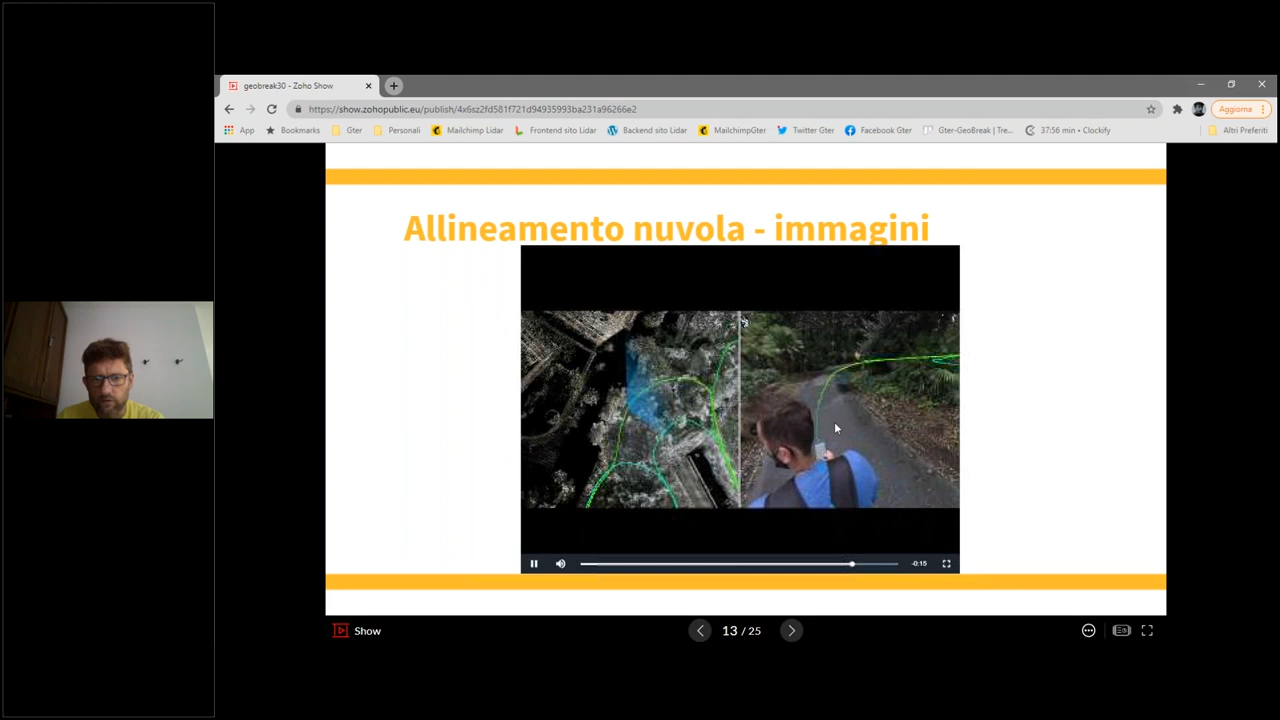 geobreak30 - Zoho Show
https://show.zohopublic.eu/publish/4x6sz2fd581f721d94935993ba231a96266e2
Aggiorna
App Bookmarks Gter Personali Mailchimp Lidar Frontend sito Lidar Backend sito Lidar MailchimpGter Twitter Gter Facebook Gter Gter-GeoBreak | Tre... 37:56 min • Clockify Altri Preferiti
Allineamento nuvola - immagini
-0:15
Show 13 / 25